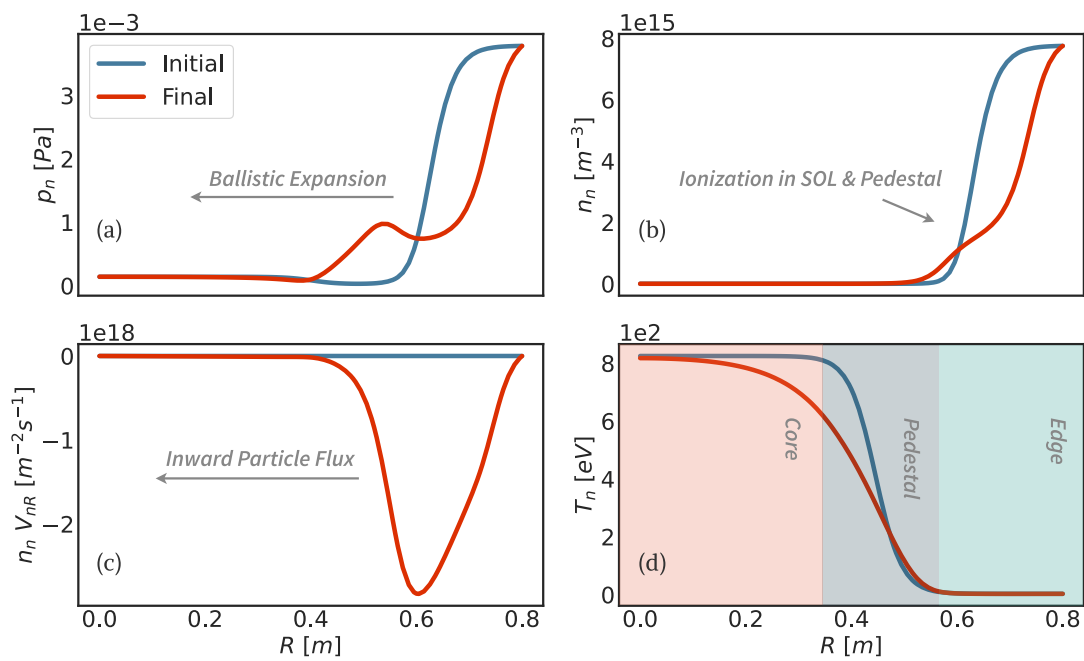 1e−3
Initial
Final
3
2
1
0
p_n [Pa]
Ballistic Expansion
(a)
1e15
8
6
4
2
0
n_n [m^−3]
Ionization in SOL & Pedestal
(b)
1e18
0
−1
−2
n_n V_nR [m^−2 s^−1]
Inward Particle Flux
(c)
0.0 0.2 0.4 0.6 0.8
R [m]
1e2
8
6
4
2
0
T_n [eV]
Core
Pedestal
Edge
(d)
0.0 0.2 0.4 0.6 0.8
R [m]